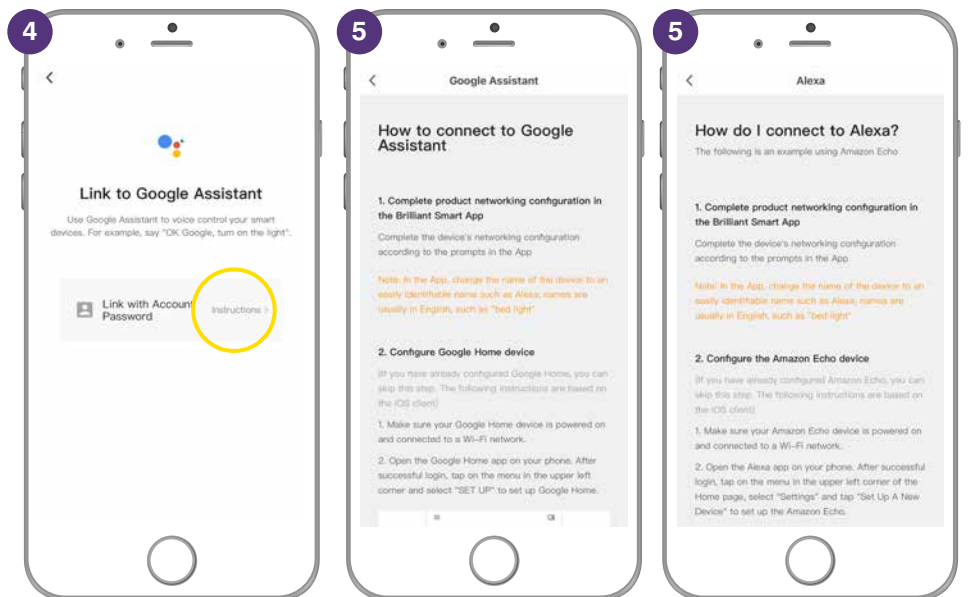 4
Link to Google Assistant
Use Google Assistant to voice control your smart
devices. For example, say "OK Google, turn on the light".
Link with Account
Password
Instructions >
5
Google Assistant
How to connect to Google
Assistant
1. Complete product networking configuration in
the Brilliant Smart App
Complete the device's networking configuration
according to the prompts in the App
Note: In the App, change the name of the device to an
easily identifiable name such as Alexa; names are
usually in English, such as "bed light"
2. Configure Google Home device
(If you have already configured Google Home, you can
skip this step. The following instructions are based on
the iOS client)
1. Make sure your Google Home device is powered on
and connected to a Wi-Fi network.
2. Open the Google Home app on your phone. After
successful login, tap on the menu in the upper left
corner and select "SET UP" to set up Google Home.
5
Alexa
How do I connect to Alexa?
The following is an example using Amazon Echo
1. Complete product networking configuration in
the Brilliant Smart App
Complete the device's networking configuration
according to the prompts in the App
Note: In the App, change the name of the device to an
easily identifiable name such as Alexa; names are
usually in English, such as "bed light"
2. Configure the Amazon Echo device
(If you have already configured Amazon Echo, you can
skip this step. The following instructions are based on
the iOS client)
1. Make sure your Amazon Echo device is powered on
and connected to a Wi-Fi network.
2. Open the Alexa app on your phone. After successful
login, tap on the menu in the upper left corner of the
Home page, select "Settings" and tap "Set Up A New
Device" to set up the Amazon Echo.